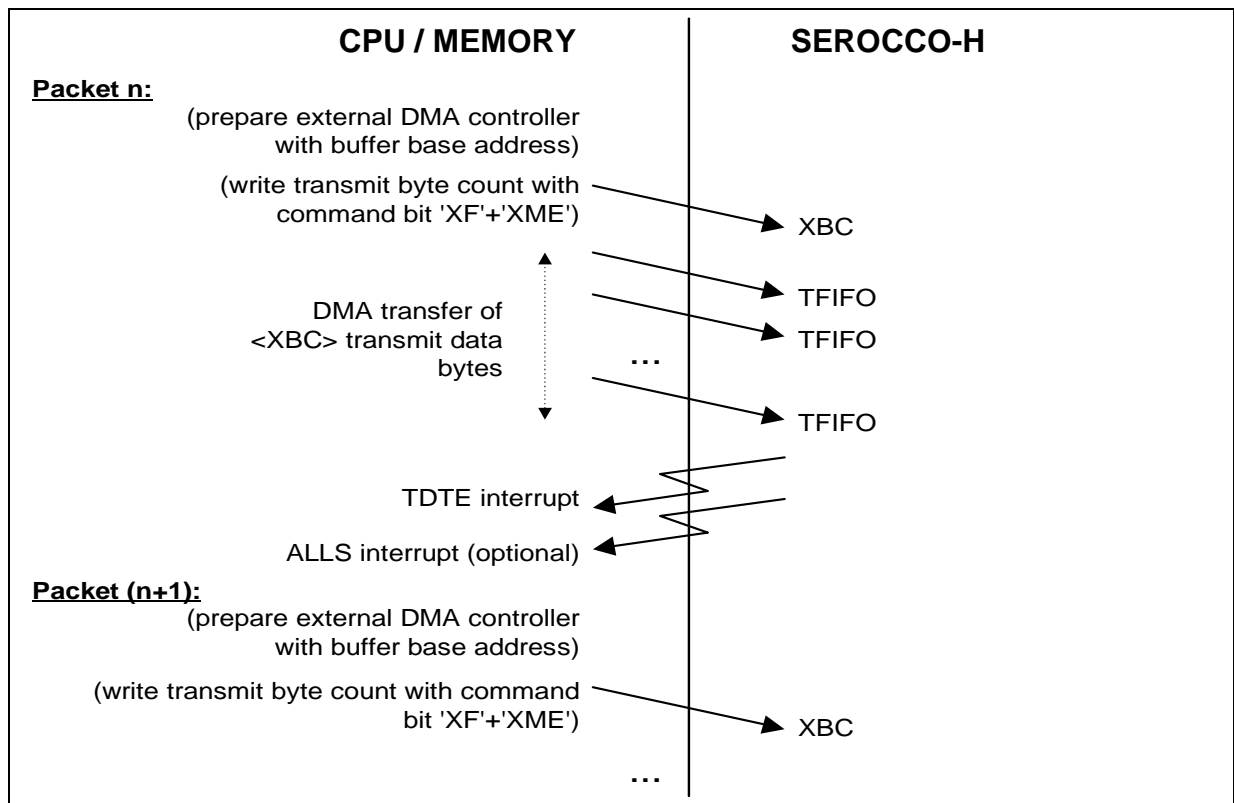 CPU / MEMORY
SEROCCO-H
Packet n:
(prepare external DMA controller
with buffer base address)
(write transmit byte count with
command bit 'XF'+'XME')
XBC
TFIFO
DMA transfer of
<XBC> transmit data
bytes
TFIFO
...
TFIFO
TDTE interrupt
ALLS interrupt (optional)
Packet (n+1):
(prepare external DMA controller
with buffer base address)
(write transmit byte count with command
bit 'XF'+'XME')
XBC
...